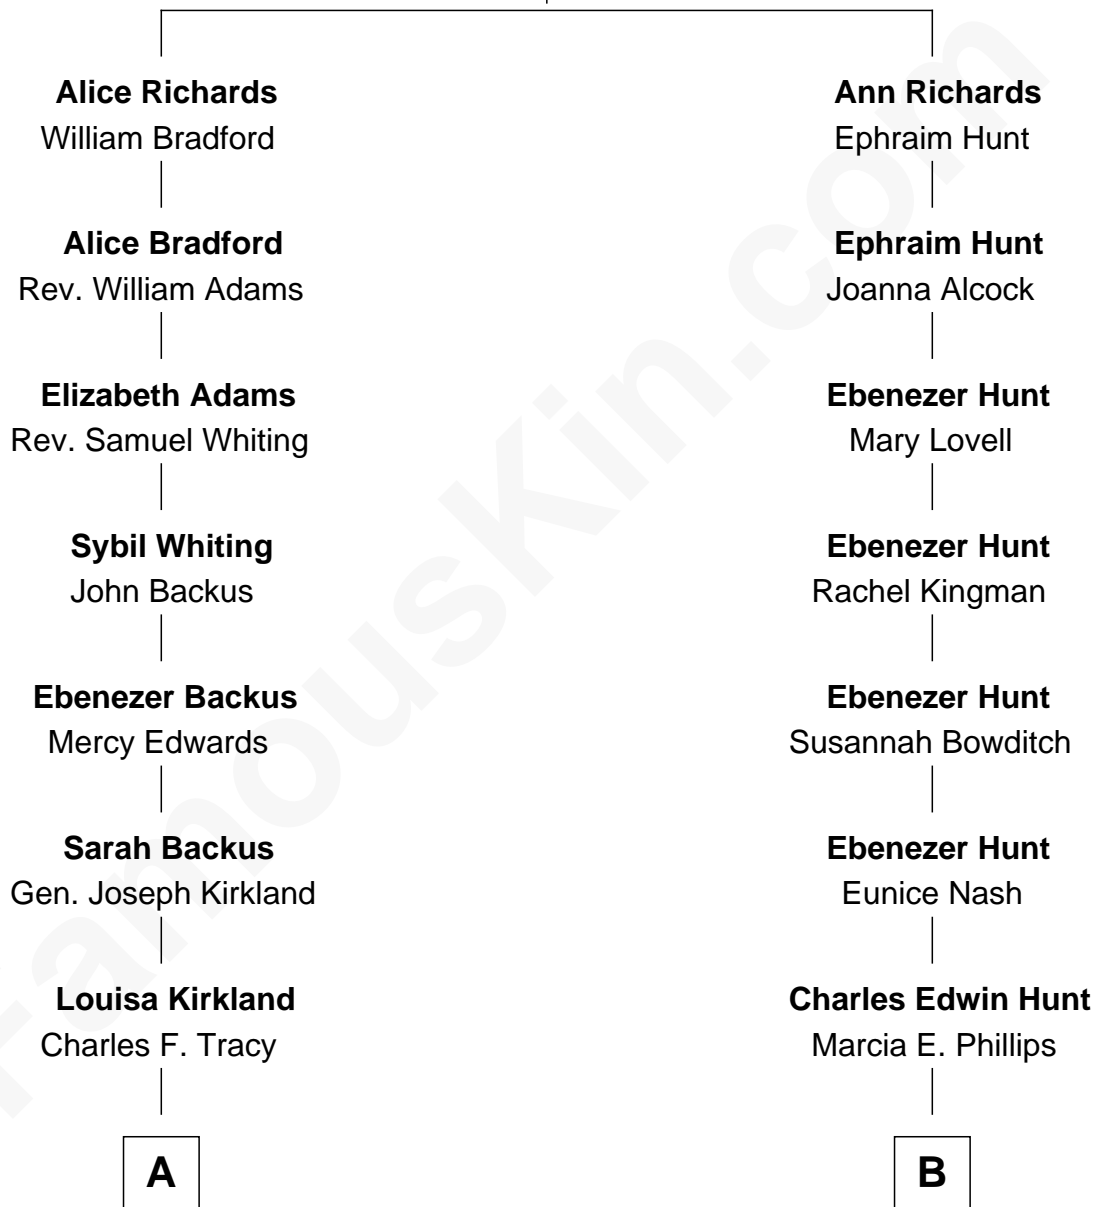 Alice Richards
William Bradford
Alice Bradford
Rev. William Adams
Elizabeth Adams
Rev. Samuel Whiting
Sybil Whiting
John Backus
Ebenezer Backus
Mercy Edwards
Sarah Backus
Gen. Joseph Kirkland
Louisa Kirkland
Charles F. Tracy
A
Ann Richards
Ephraim Hunt
Ephraim Hunt
Joanna Alcock
Ebenezer Hunt
Mary Lovell
Ebenezer Hunt
Rachel Kingman
Ebenezer Hunt
Susannah Bowditch
Ebenezer Hunt
Eunice Nash
Charles Edwin Hunt
Marcia E. Phillips
B
FamousKin.com